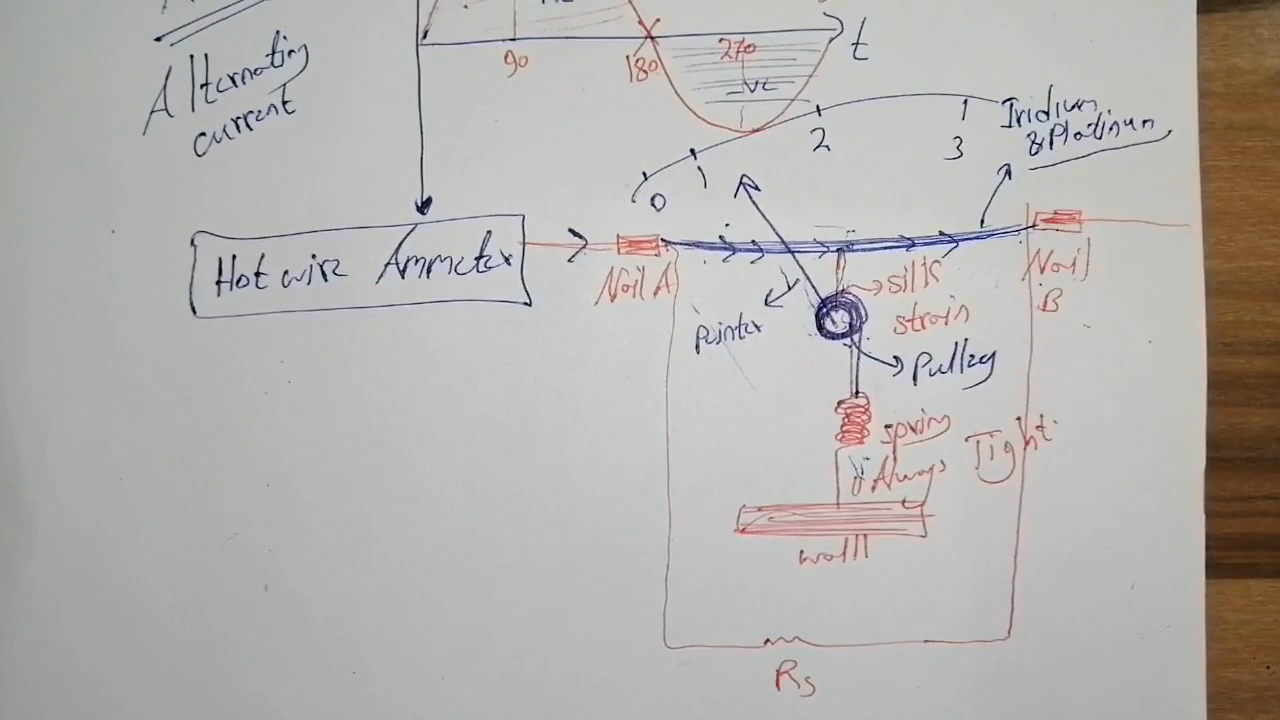 Alternating
current
90
180
270
-ve
t
0
1
2
3
Iridium
& Platinum
Hot wire Ammeter
Nail A
Nail
B
silk
strain
Pointer
Pulley
spring
Always Tight
wall
Rs